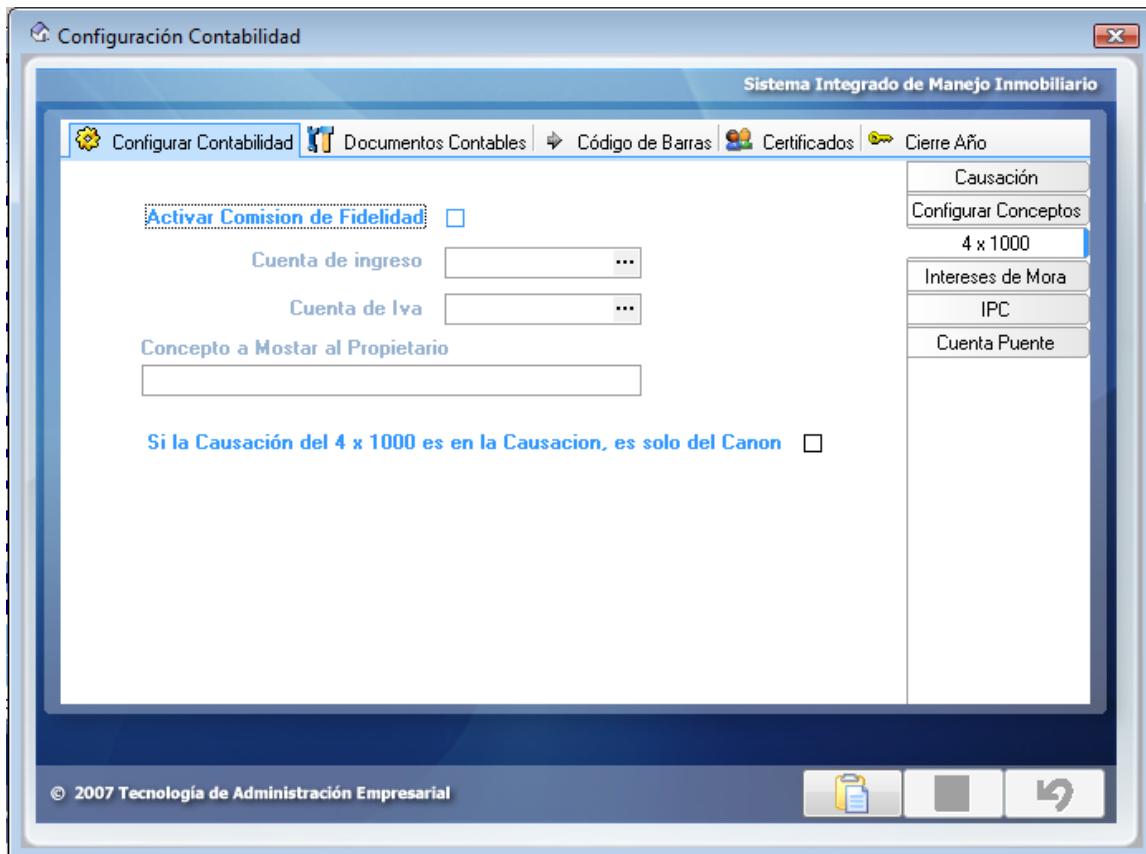 Configuración Contabilidad
Sistema Integrado de Manejo Inmobiliario
Configurar Contabilidad Documentos Contables Código de Barras Certificados Cierre Año
Causación
Configurar Conceptos
4 x 1000
Intereses de Mora
IPC
Cuenta Puente
Activar Comision de Fidelidad
Cuenta de ingreso ...
Cuenta de Iva ...
Concepto a Mostar al Propietario
Si la Causación del 4 x 1000 es en la Causacion, es solo del Canon
© 2007 Tecnología de Administración Empresarial